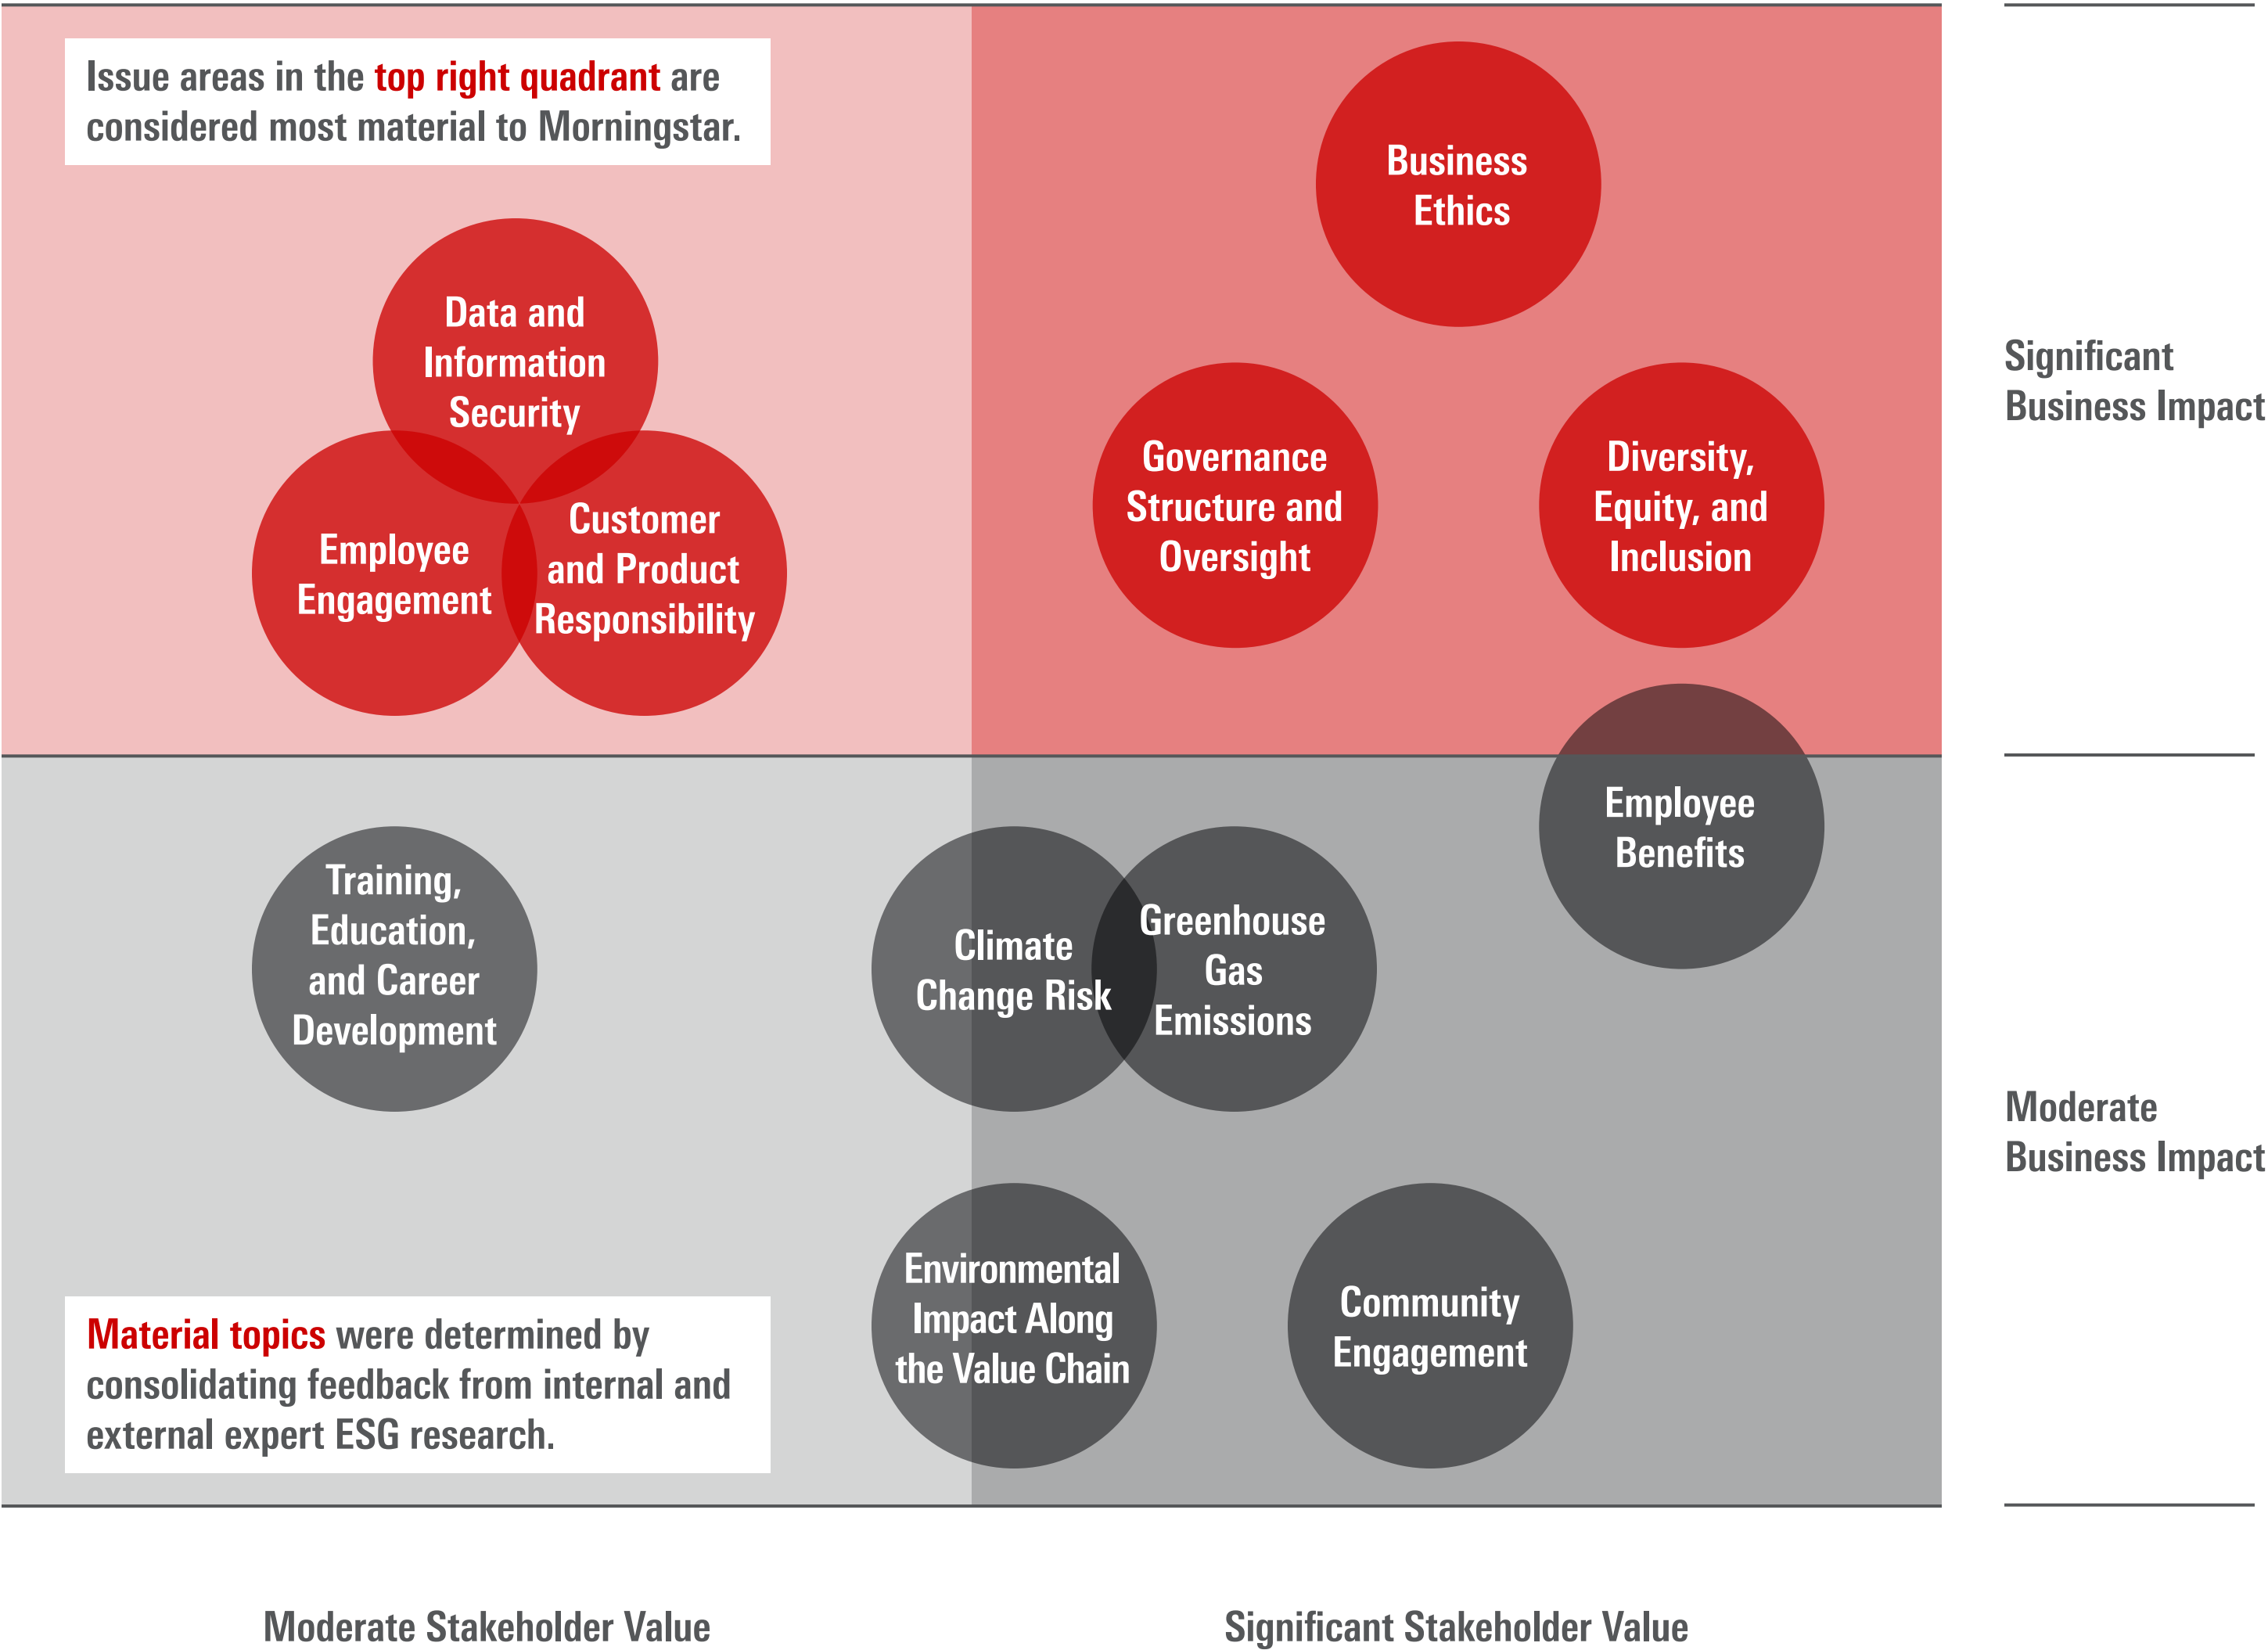 Issue areas in the top right quadrant are
considered most material to Morningstar.
Business
Ethics
Data and
Information
Security
Significant
Business Impact
Governance
Structure and
Oversight
Diversity,
Equity, and
Inclusion
Employee
Engagement
Customer
and Product
Responsibility
Employee
Benefits
Training,
Education,
and Career
Development
Climate
Change Risk
Greenhouse
Gas
Emissions
Moderate
Business Impact
Environmental
Impact Along
the Value Chain
Community
Engagement
Material topics were determined by
consolidating feedback from internal and
external expert ESG research.
Moderate Stakeholder Value
Significant Stakeholder Value